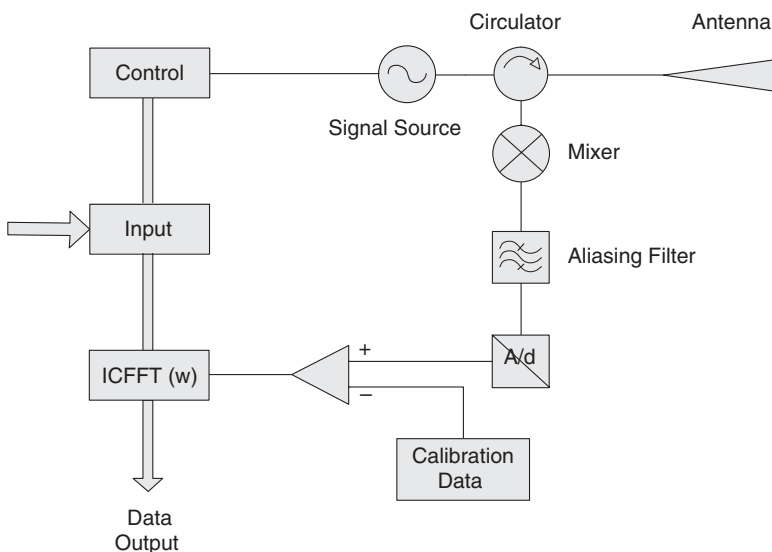 Circulator
Antenna
Control
Signal Source
Mixer
Input
Aliasing Filter
A/d
+
ICFFT (w)
−
Calibration
Data
Data
Output